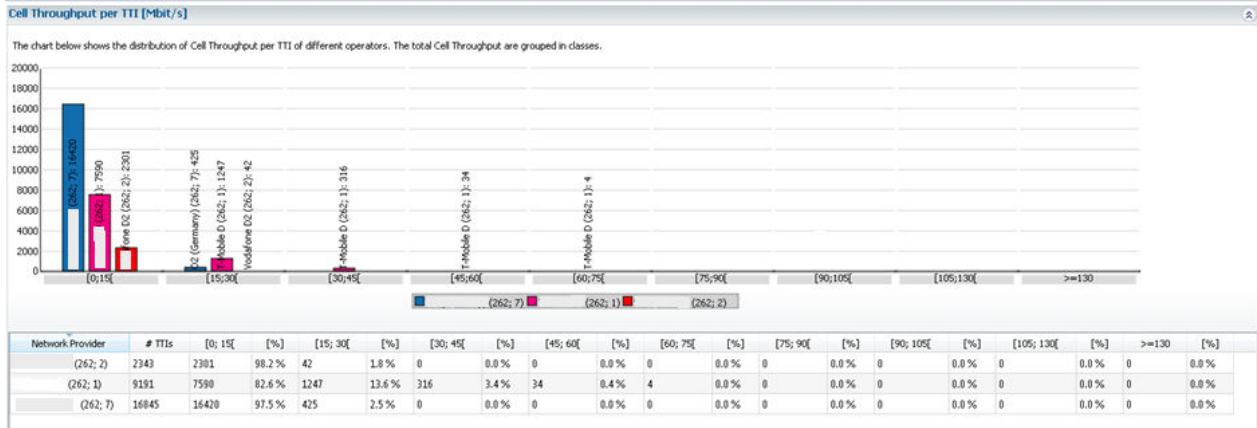 Cell Throughput per TTI [Mbit/s]
The chart below shows the distribution of Cell Throughput per TTI of different operators. The total Cell Throughput are grouped in classes.
20000
18000
16000
14000
12000
10000
8000
6000
4000
2000
0
(262; 7): 16420
(262; 1): 7590
fone D2 (262; 2): 2301
D2 (Germany) (262; 7): 425
T-Mobile D (262; 1): 1247
Vodafone D2 (262; 2): 42
T-Mobile D (262; 1): 316
T-Mobile D (262; 1): 34
T-Mobile D (262; 1): 4
[0;15[ [15;30[ [30;45[ [45;60[ [60;75[ [75;90[ [90;105[ [105;130[ >=130
(262; 7) (262; 1) (262; 2)
Network Provider # TTIs [0; 15[ [%] [15; 30[ [%] [30; 45[ [%] [45; 60[ [%] [60; 75[ [%] [75; 90[ [%] [90; 105[ [%] [105; 130[ [%] >=130 [%]
(262; 2) 2343 2301 98.2 % 42 1.8 % 0 0.0 % 0 0.0 % 0 0.0 % 0 0.0 % 0 0.0 % 0 0.0 % 0 0.0 %
(262; 1) 9191 7590 82.6 % 1247 13.6 % 316 3.4 % 34 0.4 % 4 0.0 % 0 0.0 % 0 0.0 % 0 0.0 % 0 0.0 %
(262; 7) 16845 16420 97.5 % 425 2.5 % 0 0.0 % 0 0.0 % 0 0.0 % 0 0.0 % 0 0.0 % 0 0.0 % 0 0.0 %